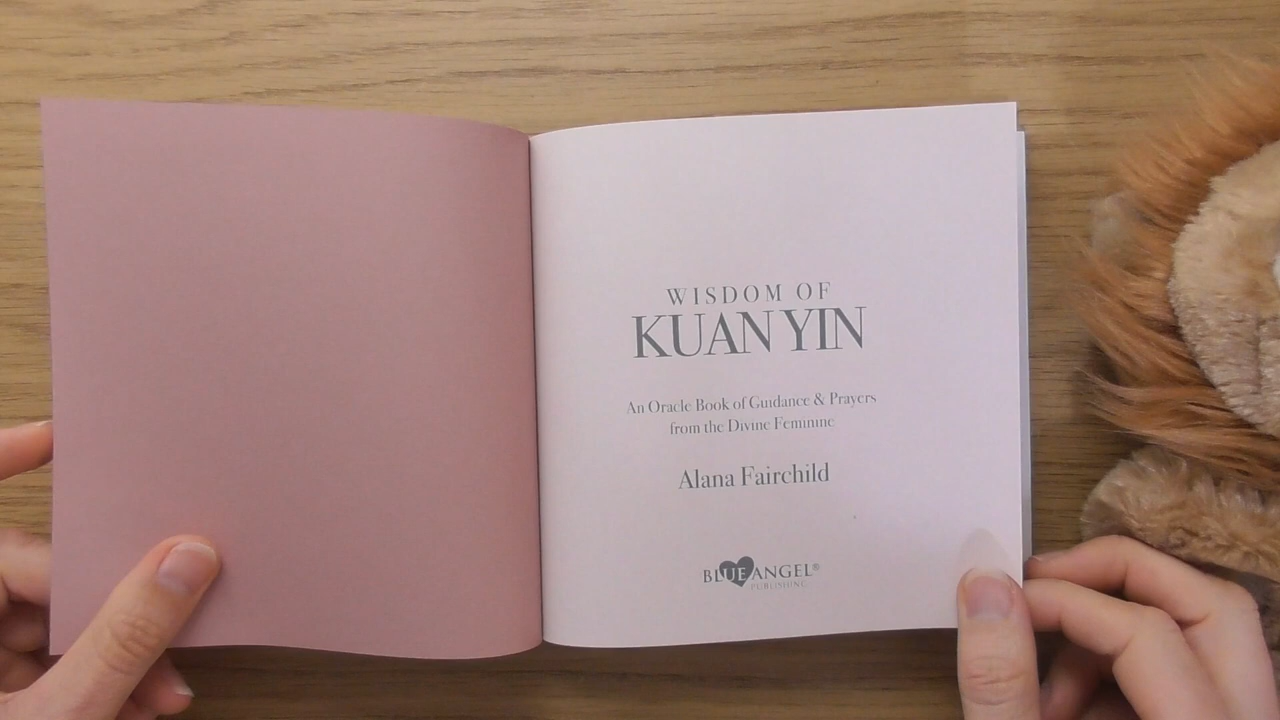 WISDOM OF
KUAN YIN
An Oracle Book of Guidance & Prayers
from the Divine Feminine
Alana Fairchild
BLUE ANGEL®
PUBLISHING